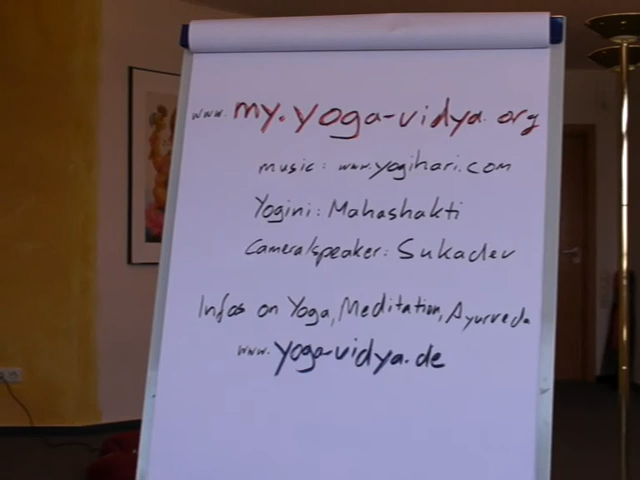 www.my.yoga-vidya.org
music: www.yogihari.com
Yogini: Mahashakti
Camera/speaker: Sukadev
Infos on Yoga, Meditation, Ayurveda
www.yoga-vidya.de